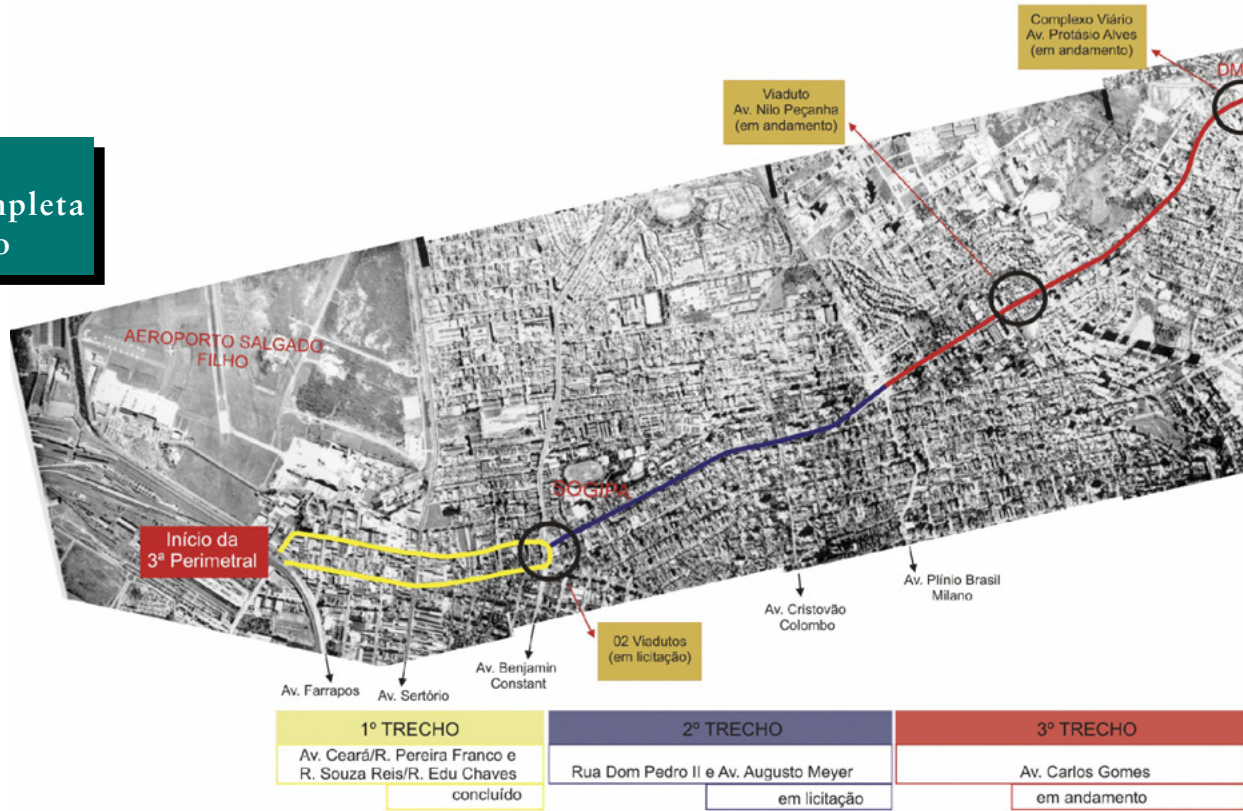 Complexo Viário
Av. Protásio Alves
(em andamento)
Viaduto
Av. Nilo Peçanha
(em andamento)
AEROPORTO SALGADO
FILHO
SOGIPA
Início da
3ª Perimetral
Av. Plínio Brasil
Milano
Av. Cristovão
Colombo
02 Viadutos
(em licitação)
Av. Benjamin
Constant
Av. Farrapos
Av. Sertório
1º TRECHO
Av. Ceará/R. Pereira Franco e
R. Souza Reis/R. Edu Chaves
concluído
2º TRECHO
Rua Dom Pedro II e Av. Augusto Meyer
em licitação
3º TRECHO
Av. Carlos Gomes
em andamento